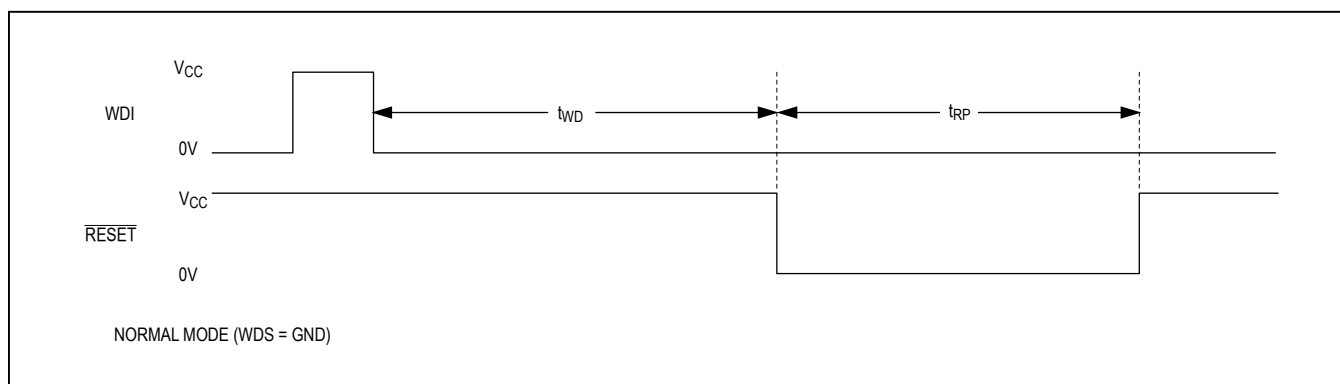 VCC
WDI
tWD
tRP
0V
VCC
RESET
0V
NORMAL MODE (WDS = GND)